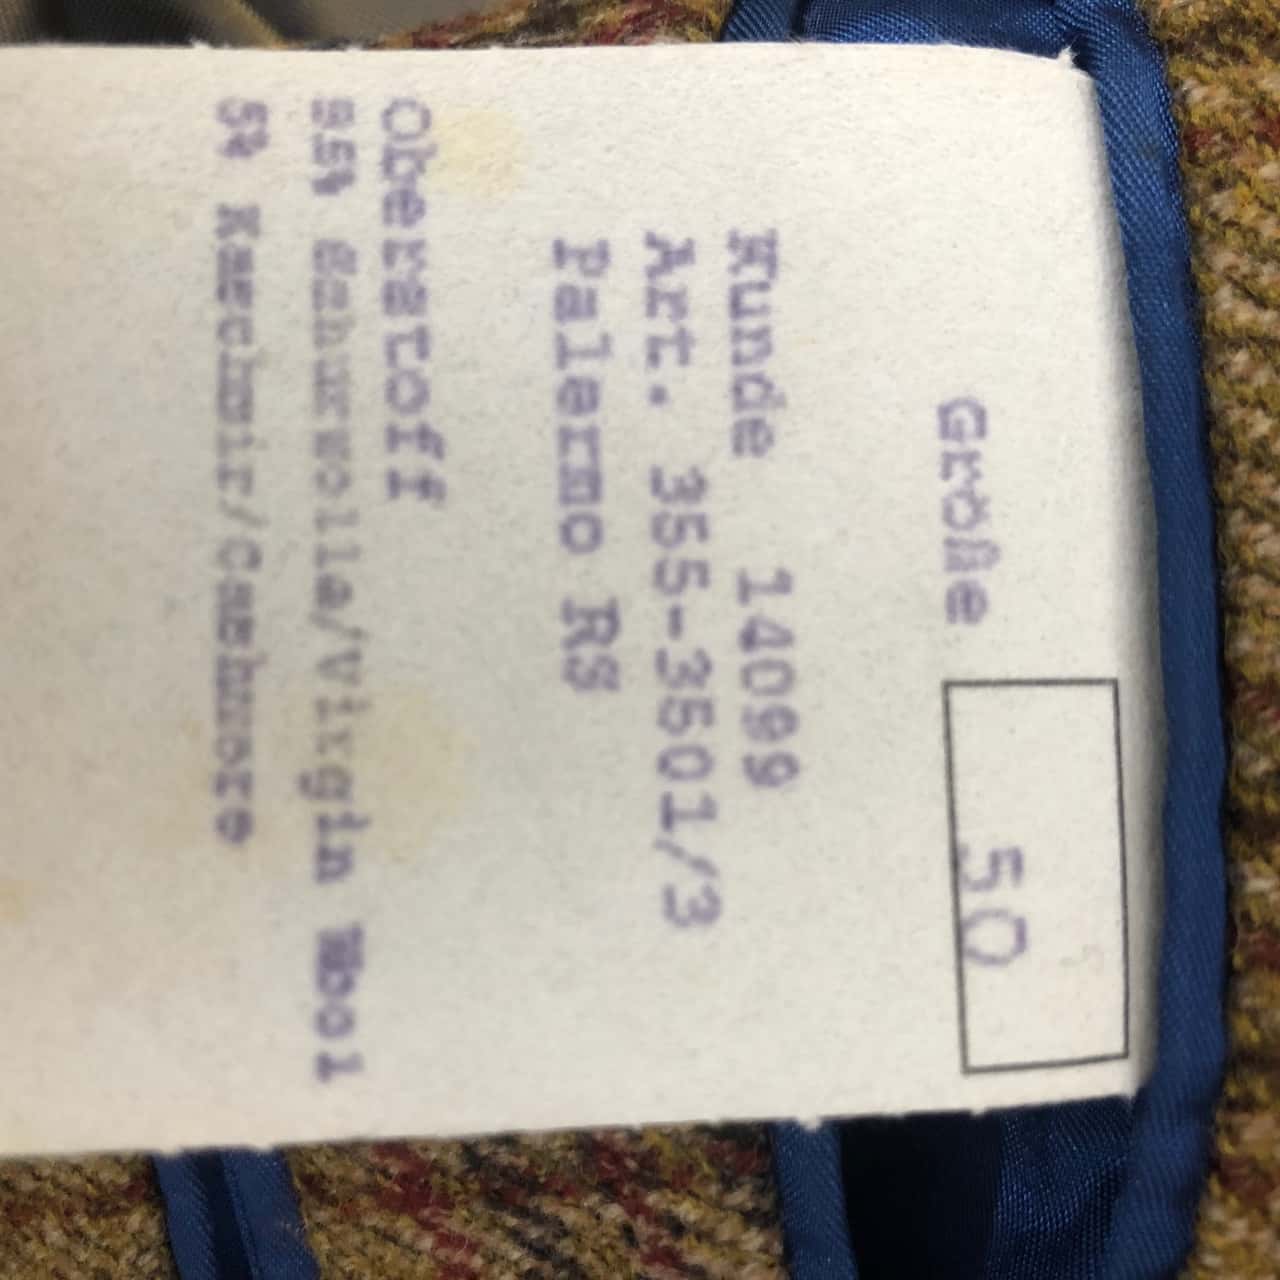 Größe 50
Kunde 14099
Art. 355-3501/3
Palermo RS
Oberstoff
95% Schurwolle/Virgin Wool
5% Kaschmir/Cashmere